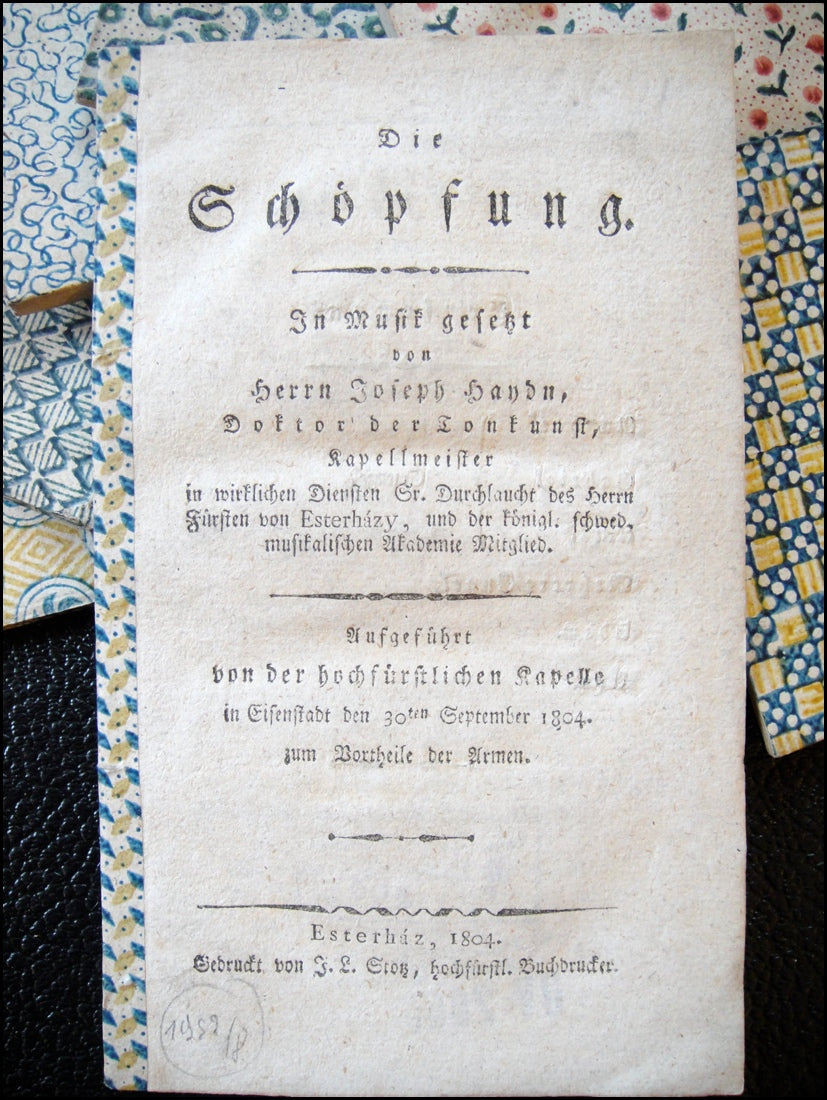 Die
Schöpfung.
In Musik gesetzt
von
Herrn Joseph Haydn,
Doktor der Tonkunst,
Kapellmeister
in wirklichen Diensten Sr. Durchlaucht des Herrn
Fürsten von Esterházy, und der königl. schwed.
musikalischen Akademie Mitglied.
Aufgeführt
von der hochfürstlichen Kapelle
in Eisenstadt den 30ten September 1804.
zum Vortheile der Armen.
Esterház, 1804.
Gedruckt von J. L. Stotz, hochfürstl. Buchdrucker.